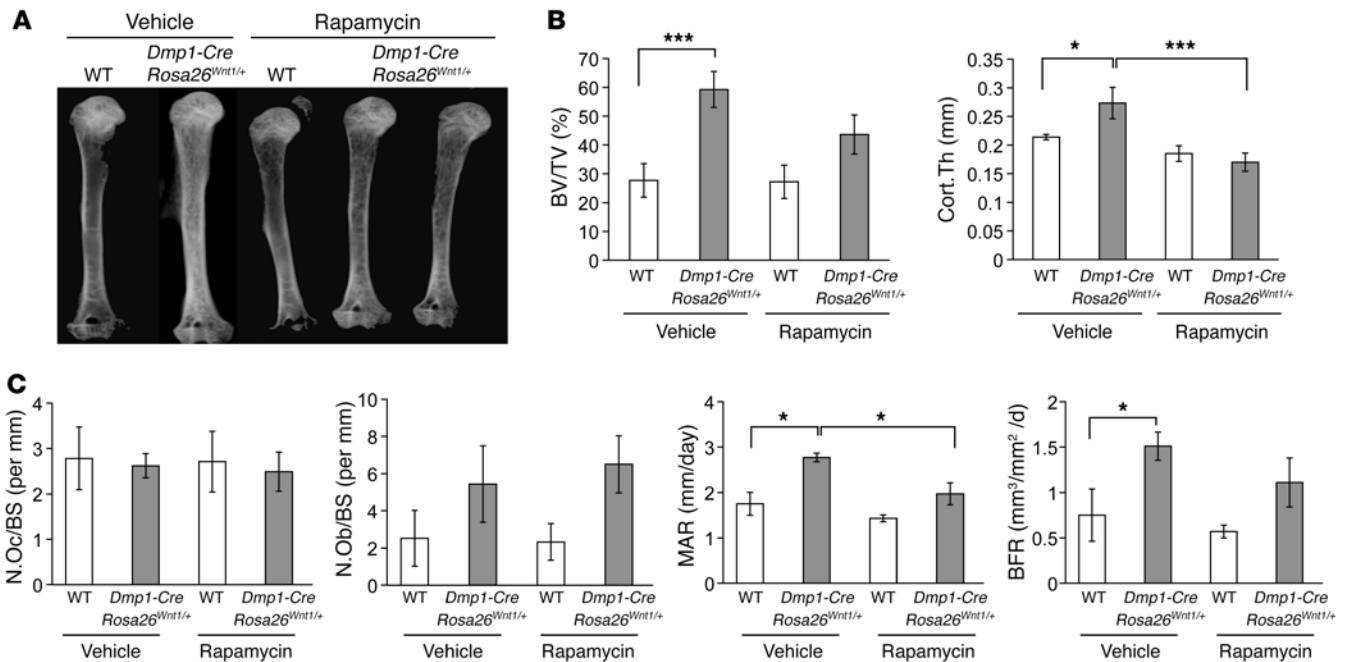 A
Vehicle
Rapamycin
WT
Dmp1-Cre
Rosa26Wnt1/+
WT
Dmp1-Cre
Rosa26Wnt1/+
B
BV/TV (%)
70
60
50
40
30
20
10
0
***
WT
Dmp1-Cre
Rosa26Wnt1/+
WT
Dmp1-Cre
Rosa26Wnt1/+
Vehicle
Rapamycin
Cort.Th (mm)
0.35
0.3
0.25
0.2
0.15
0.1
0.05
0
*
***
WT
Dmp1-Cre
Rosa26Wnt1/+
WT
Dmp1-Cre
Rosa26Wnt1/+
Vehicle
Rapamycin
C
N.Oc/BS (per mm)
4
3
2
1
0
WT
Dmp1-Cre
Rosa26Wnt1/+
WT
Dmp1-Cre
Rosa26Wnt1/+
Vehicle
Rapamycin
N.Ob/BS (per mm)
10
8
6
4
2
0
WT
Dmp1-Cre
Rosa26Wnt1/+
WT
Dmp1-Cre
Rosa26Wnt1/+
Vehicle
Rapamycin
MAR (mm/day)
4
3
2
1
0
*
*
WT
Dmp1-Cre
Rosa26Wnt1/+
WT
Dmp1-Cre
Rosa26Wnt1/+
Vehicle
Rapamycin
BFR (mm³/mm² /d)
2
1.5
1
0.5
0
*
WT
Dmp1-Cre
Rosa26Wnt1/+
WT
Dmp1-Cre
Rosa26Wnt1/+
Vehicle
Rapamycin